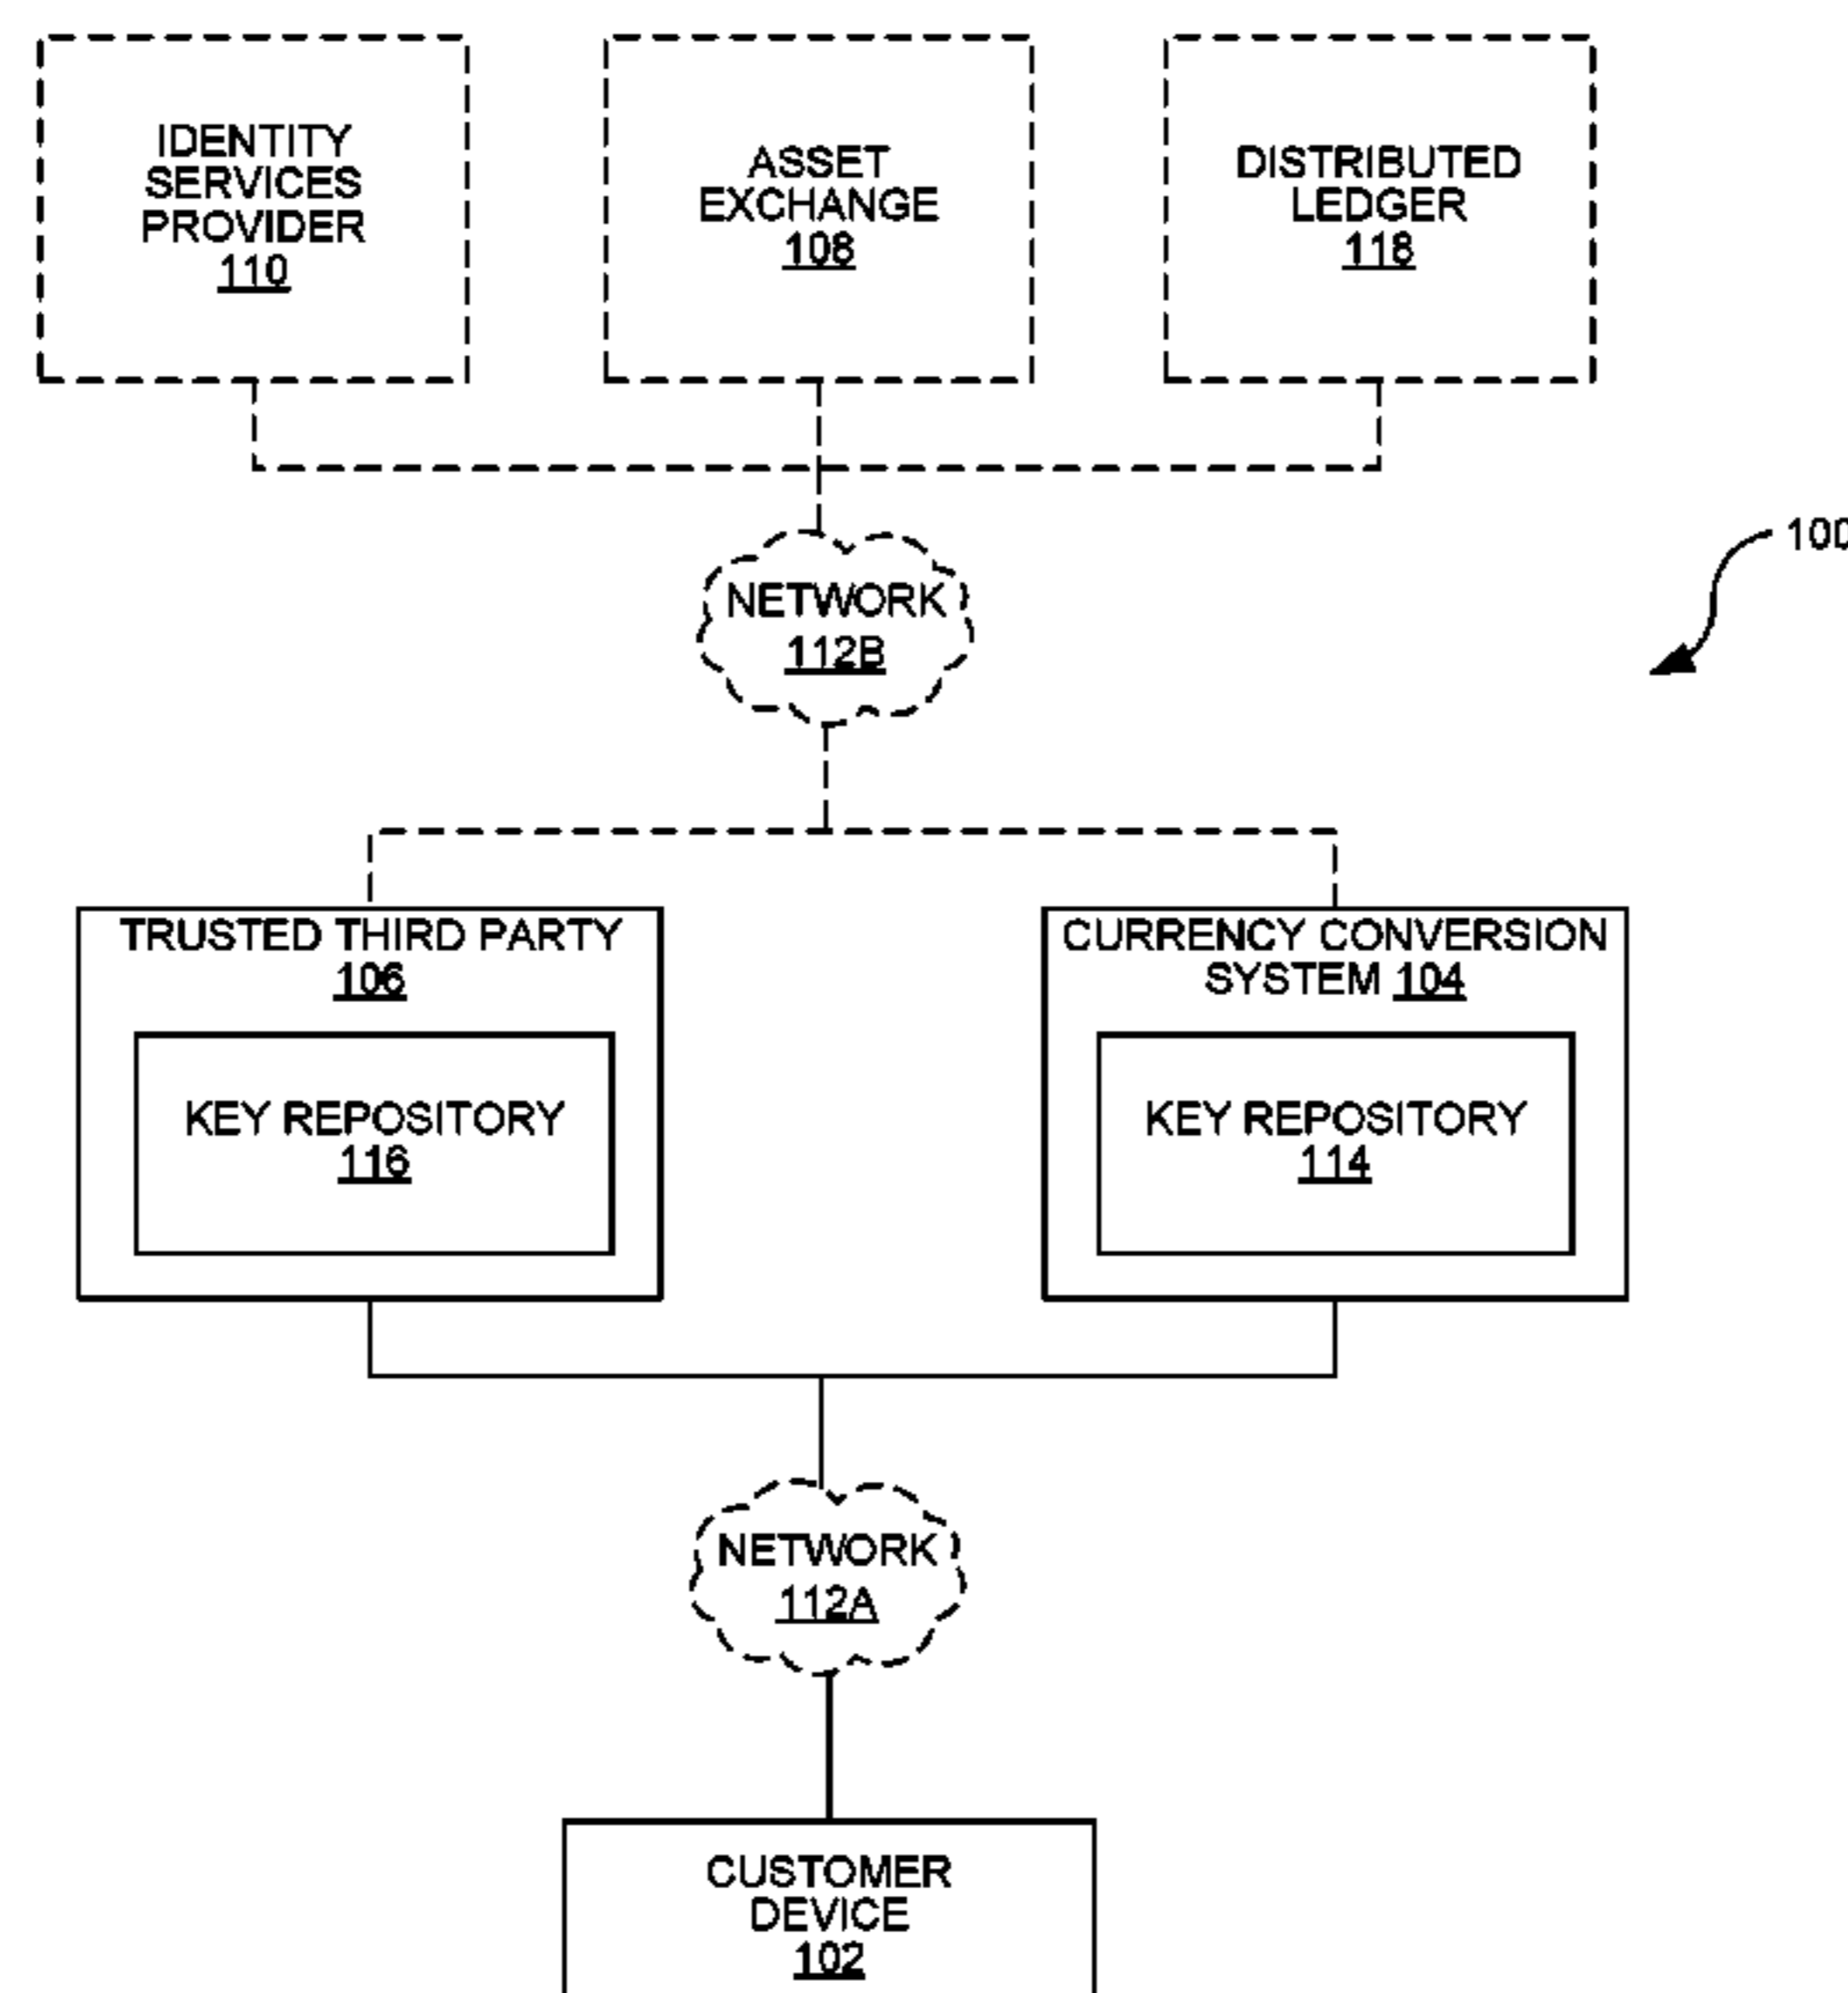 IDENTITY
SERVICES
PROVIDER
110
ASSET
EXCHANGE
108
DISTRIBUTED
LEDGER
118
NETWORK
112B
100
TRUSTED THIRD PARTY
106
KEY REPOSITORY
116
CURRENCY CONVERSION
SYSTEM 104
KEY REPOSITORY
114
NETWORK
112A
CUSTOMER
DEVICE
102